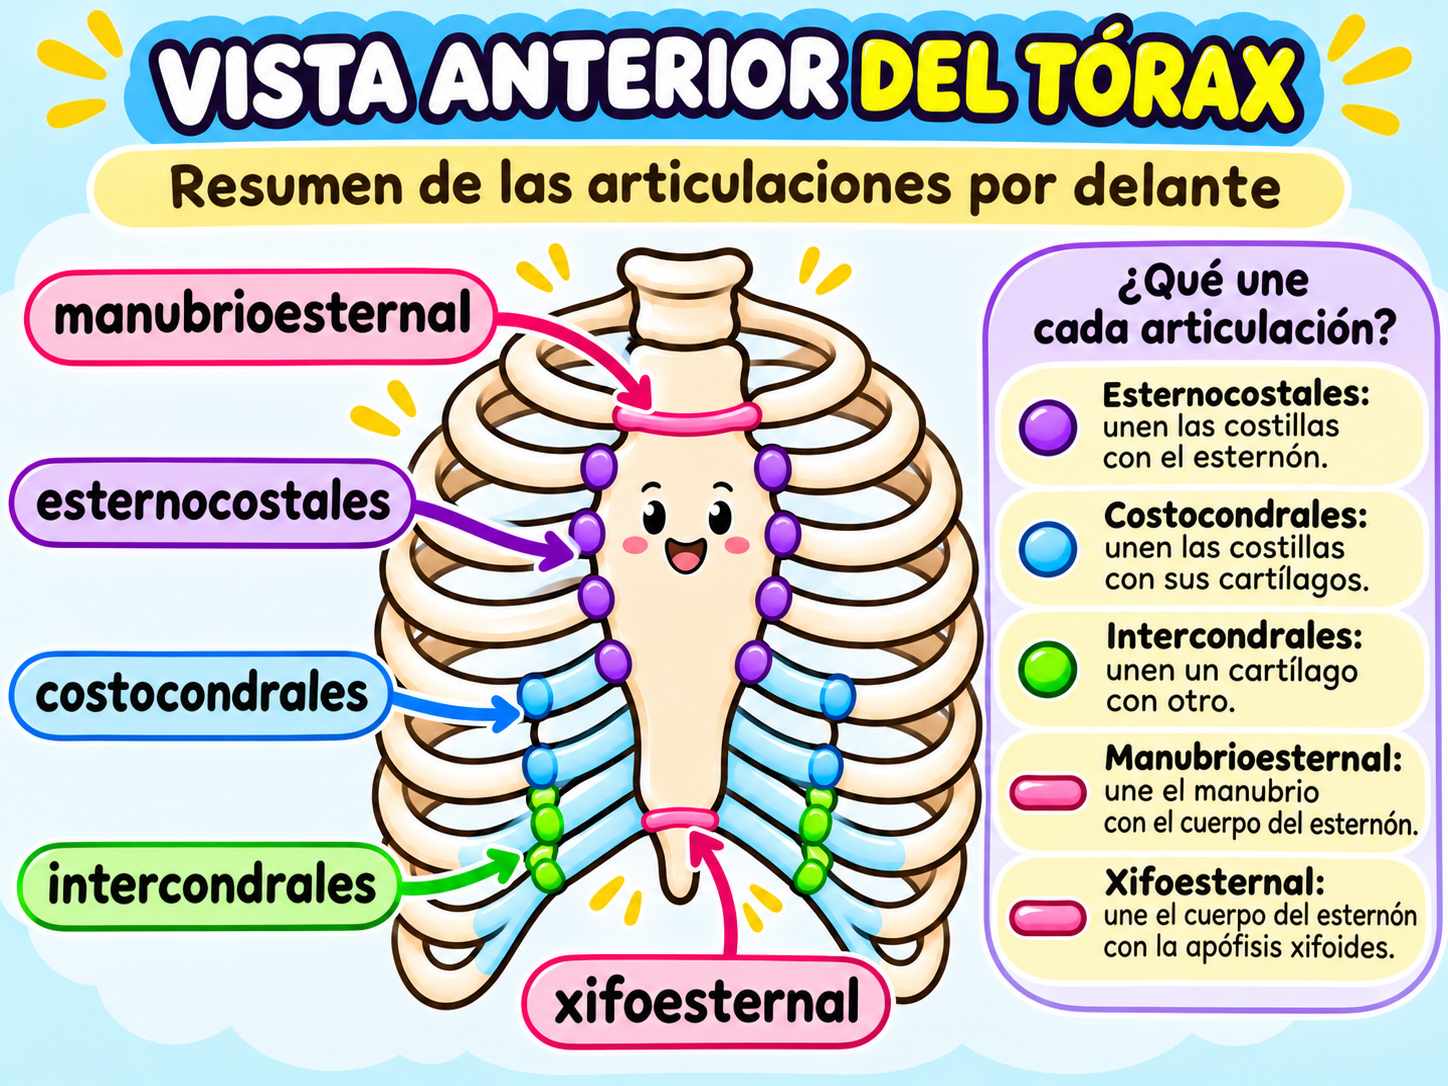 VISTA ANTERIOR DEL TÓRAX
Resumen de las articulaciones por delante
manubrioesternal
esternocostales
costocondrales
intercondrales
xifoesternal
¿Qué une
cada articulación?
Esternocostales:
unen las costillas
con el esternón.
Costocondrales:
unen las costillas
con sus cartílagos.
Intercondrales:
unen un cartílago
con otro.
Manubrioesternal:
une el manubrio
con el cuerpo del esternón.
Xifoesternal:
une el cuerpo del esternón
con la apófisis xifoides.